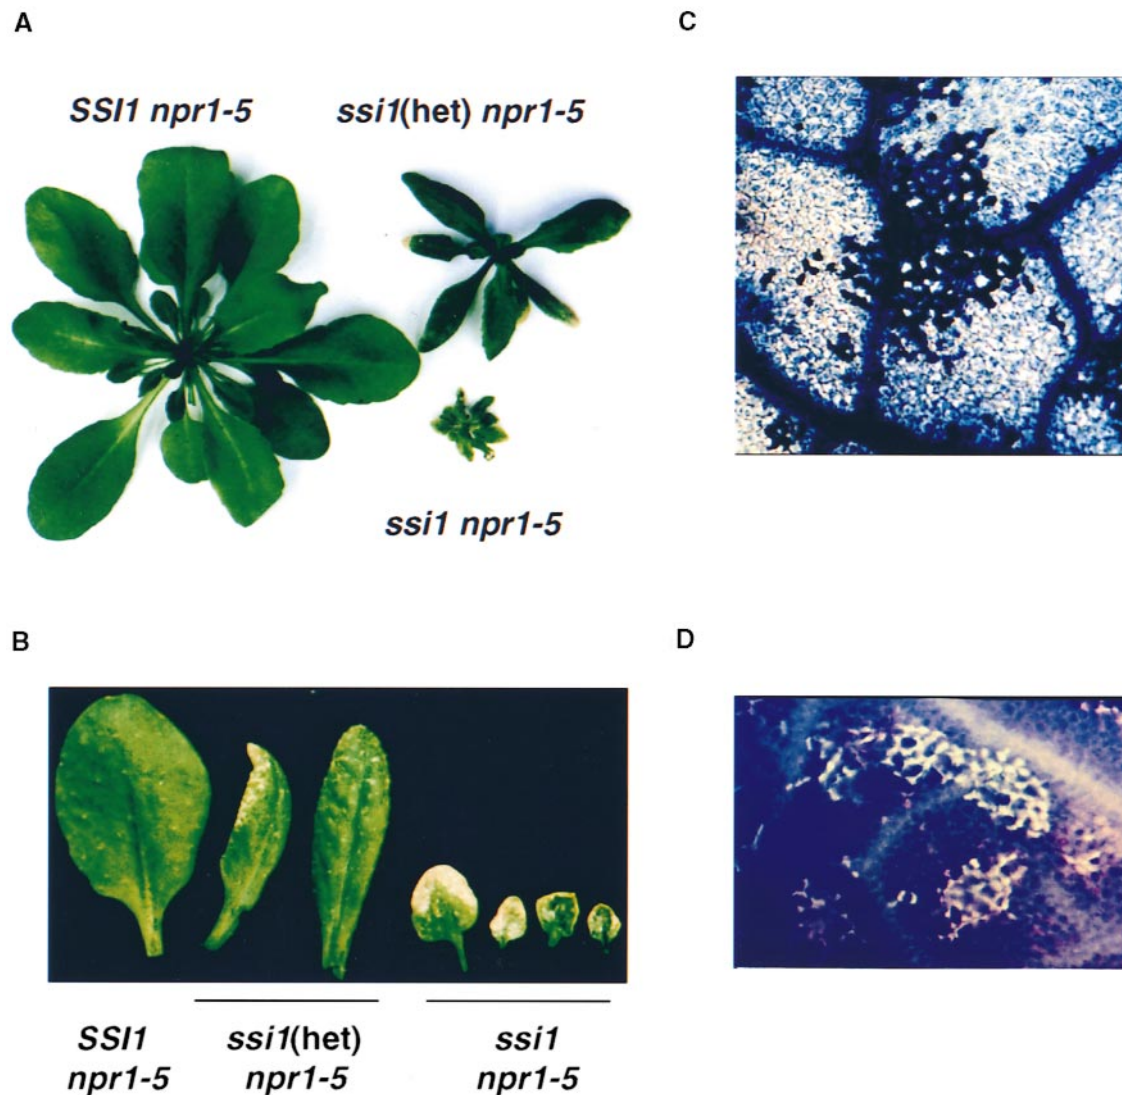 A
C
SSI1 npr1-5
ssi1(het) npr1-5
ssi1 npr1-5
B
D
SSI1
npr1-5
ssi1(het)
npr1-5
ssi1
npr1-5